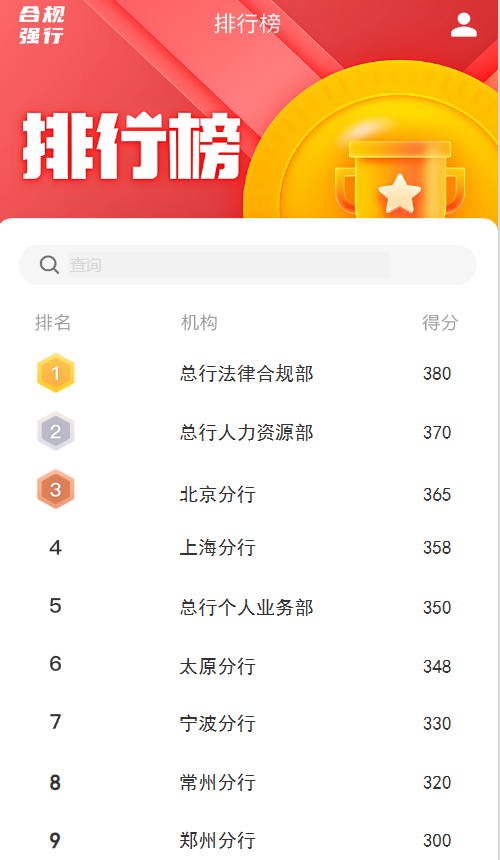 合规
强行
排行榜
排行榜
查询
排名 机构 得分
1 总行法律合规部 380
2 总行人力资源部 370
3 北京分行 365
4 上海分行 358
5 总行个人业务部 350
6 太原分行 348
7 宁波分行 330
8 常州分行 320
9 郑州分行 300